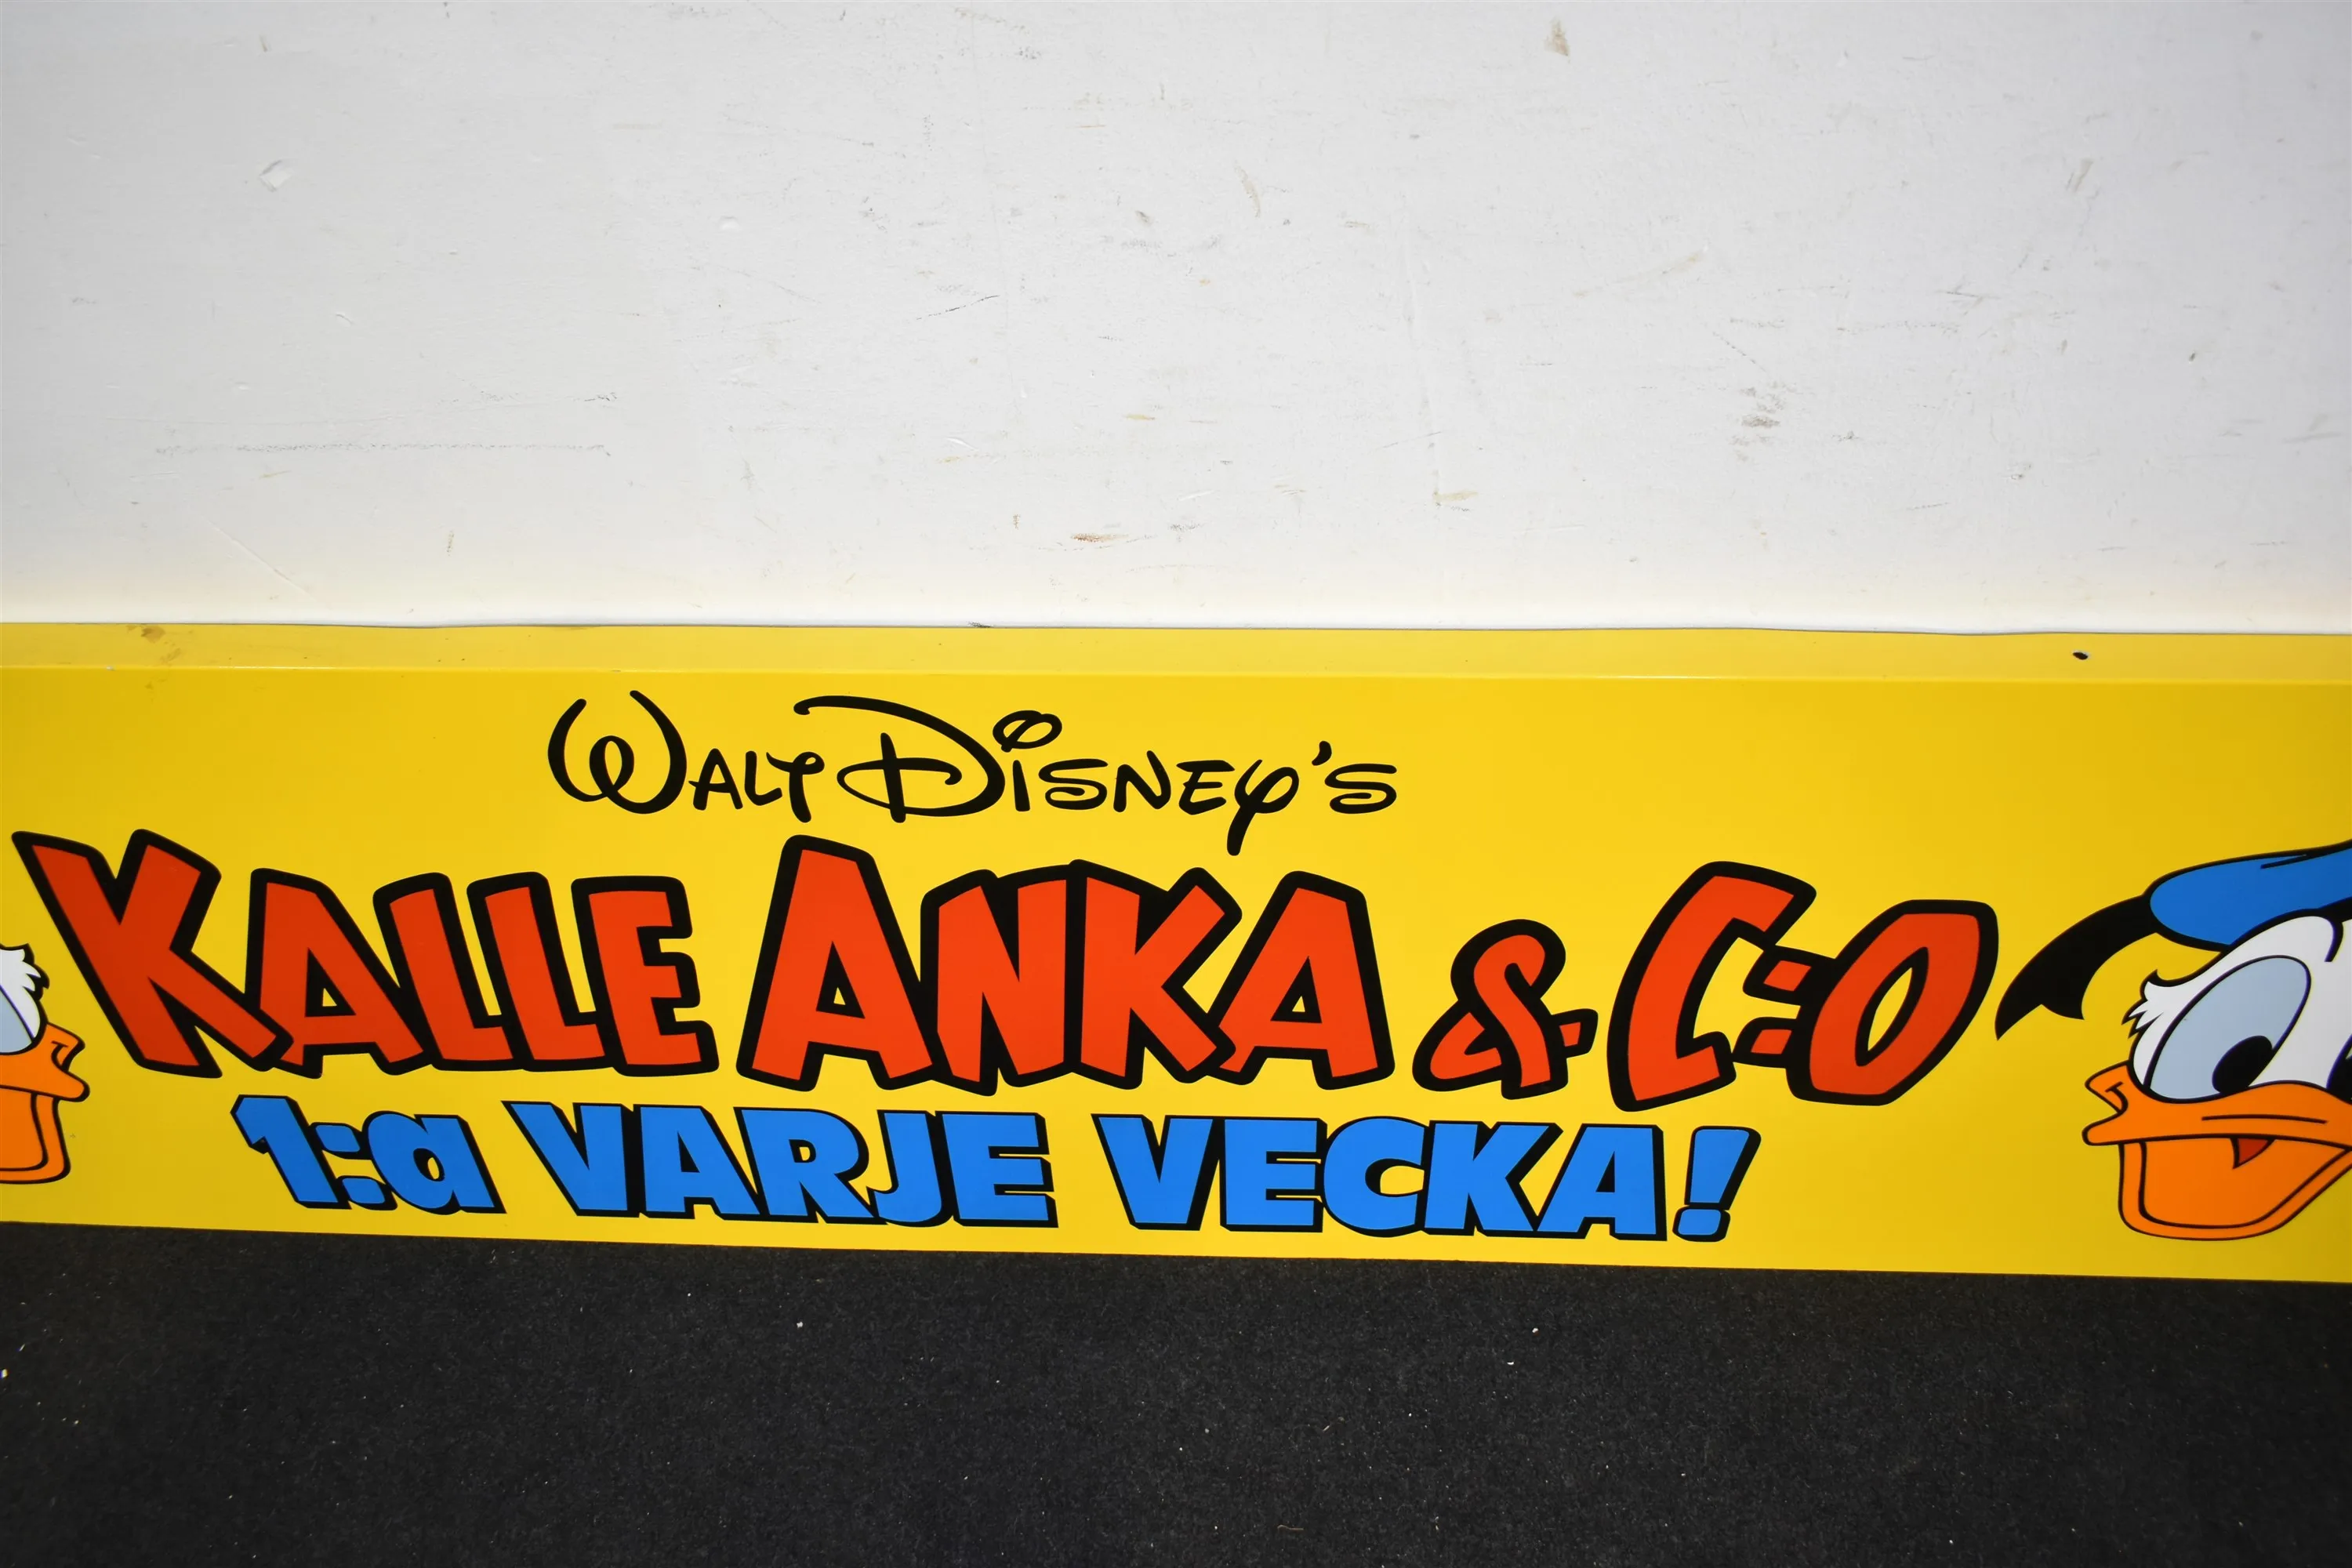 WALT DISNEY'S
KALLE ANKA & C:O
1:a VARJE VECKA!